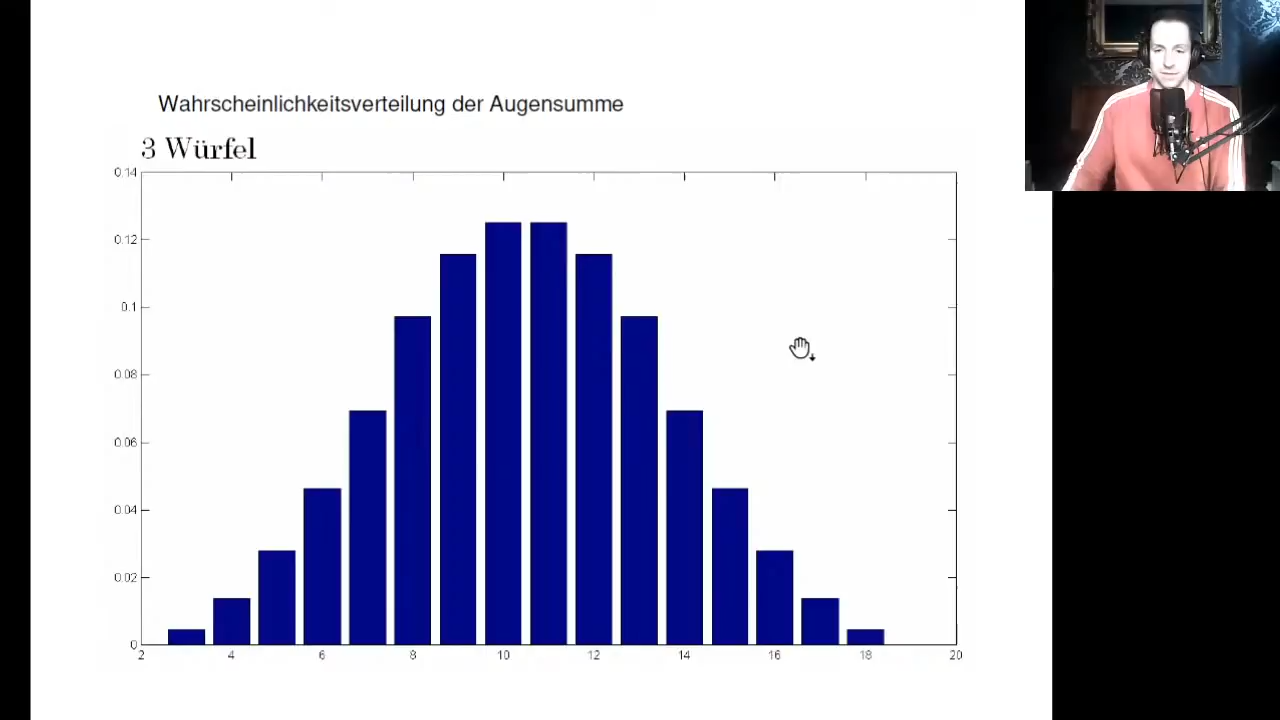 Wahrscheinlichkeitsverteilung der Augensumme
3 Würfel
0.14
0.12
0.1
0.08
0.06
0.04
0.02
0
2 4 6 8 10 12 14 16 18 20